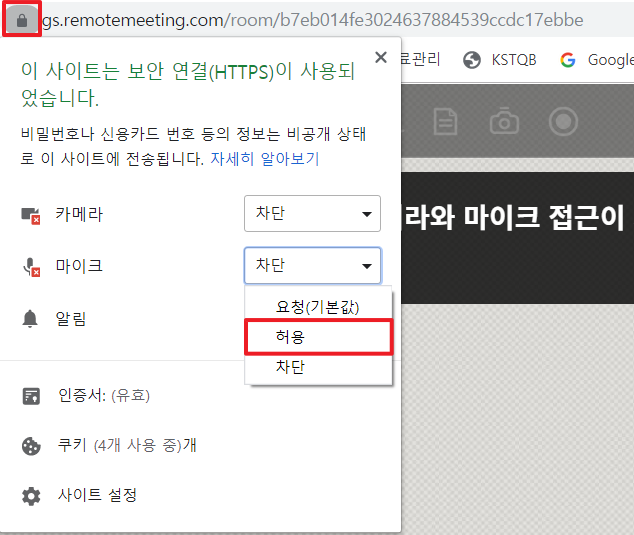 gs.remotemeeting.com/room/b7eb014fe3024637884539ccdc17ebbe
료관리 KSTQB Google
이 사이트는 보안 연결(HTTPS)이 사용되
었습니다.
비밀번호나 신용카드 번호 등의 정보는 비공개 상태
로 이 사이트에 전송됩니다. 자세히 알아보기
카메라 차단
라와 마이크 접근이
마이크 차단
요청(기본값)
알림
허용
차단
인증서: (유효)
쿠키 (4개 사용 중)개
사이트 설정